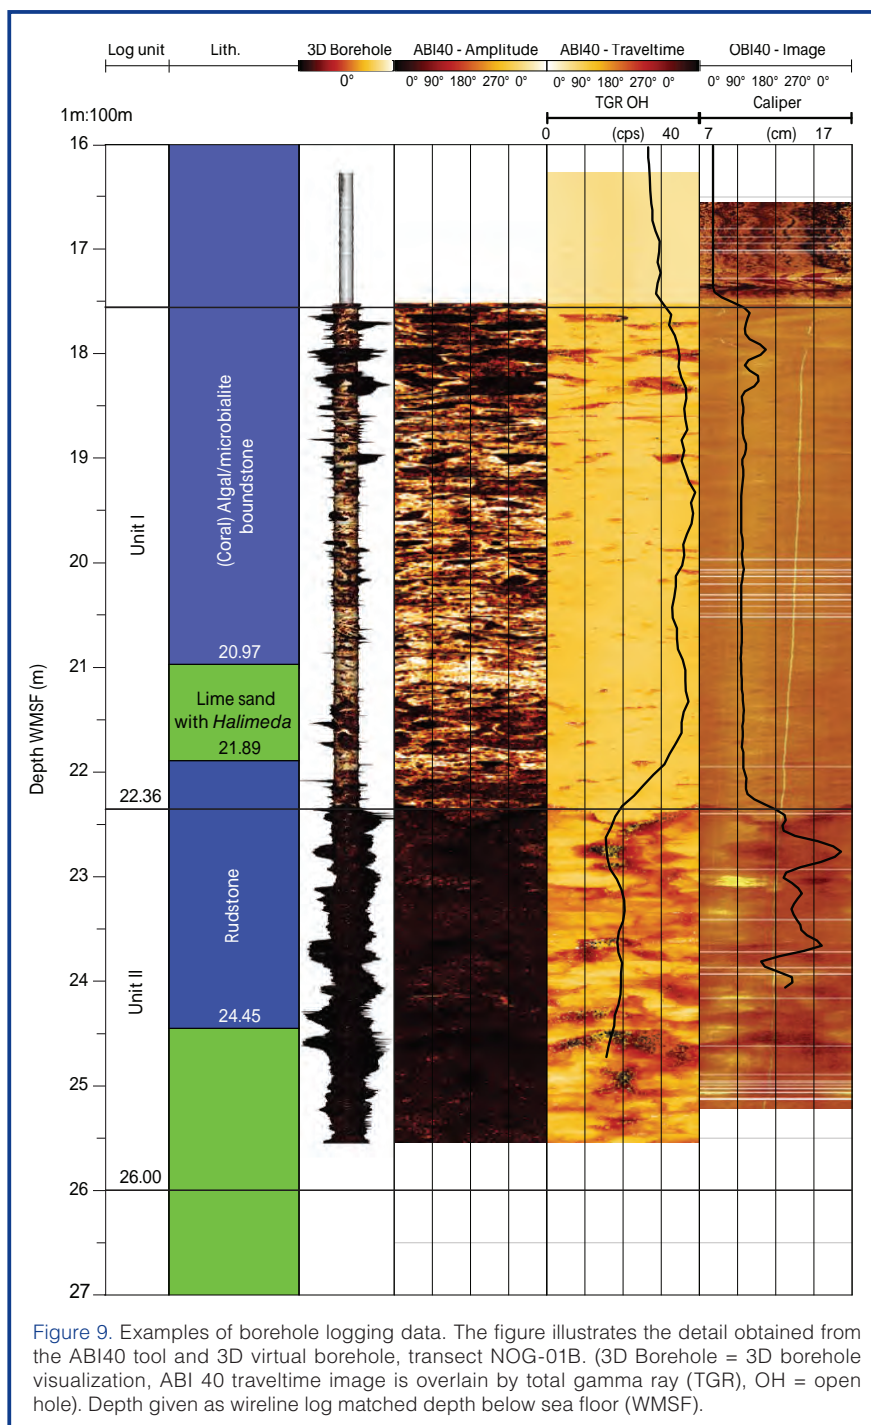 Log unit Lith. 3D Borehole ABI40 - Amplitude ABI40 - Traveltime OBI40 - Image
0° 0° 90° 180° 270° 0° 0° 90° 180° 270° 0° 0° 90° 180° 270° 0°
TGR OH Caliper
1m:100m
0 (cps) 40 7 (cm) 17
16
17
18
19
20
21
22
23
24
25
26
27
Depth WMSF (m)
Unit I
22.36
Unit II
26.00
(Coral) Algal/microbialite
boundstone
20.97
Lime sand
with Halimeda
21.89
Rudstone
24.45
Figure 9. Examples of borehole logging data. The figure illustrates the detail obtained from
the ABI40 tool and 3D virtual borehole, transect NOG-01B. (3D Borehole = 3D borehole
visualization, ABI 40 traveltime image is overlain by total gamma ray (TGR), OH = open
hole). Depth given as wireline log matched depth below sea floor (WMSF).